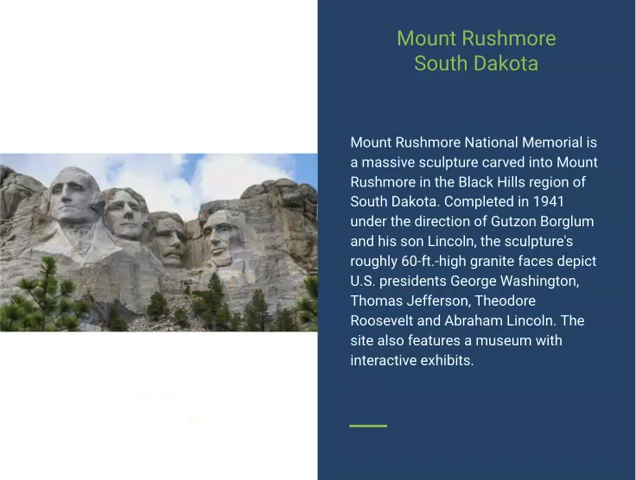 Mount Rushmore
South Dakota
Mount Rushmore National Memorial is
a massive sculpture carved into Mount
Rushmore in the Black Hills region of
South Dakota. Completed in 1941
under the direction of Gutzon Borglum
and his son Lincoln, the sculpture's
roughly 60-ft.-high granite faces depict
U.S. presidents George Washington,
Thomas Jefferson, Theodore
Roosevelt and Abraham Lincoln. The
site also features a museum with
interactive exhibits.